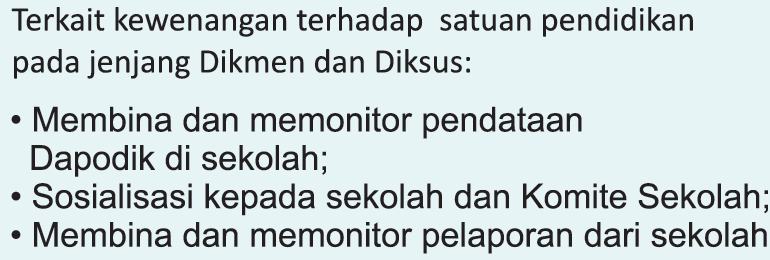 Terkait kewenangan terhadap satuan pendidikan
pada jenjang Dikmen dan Diksus:
• Membina dan memonitor pendataan
Dapodik di sekolah;
• Sosialisasi kepada sekolah dan Komite Sekolah;
• Membina dan memonitor pelaporan dari sekolah